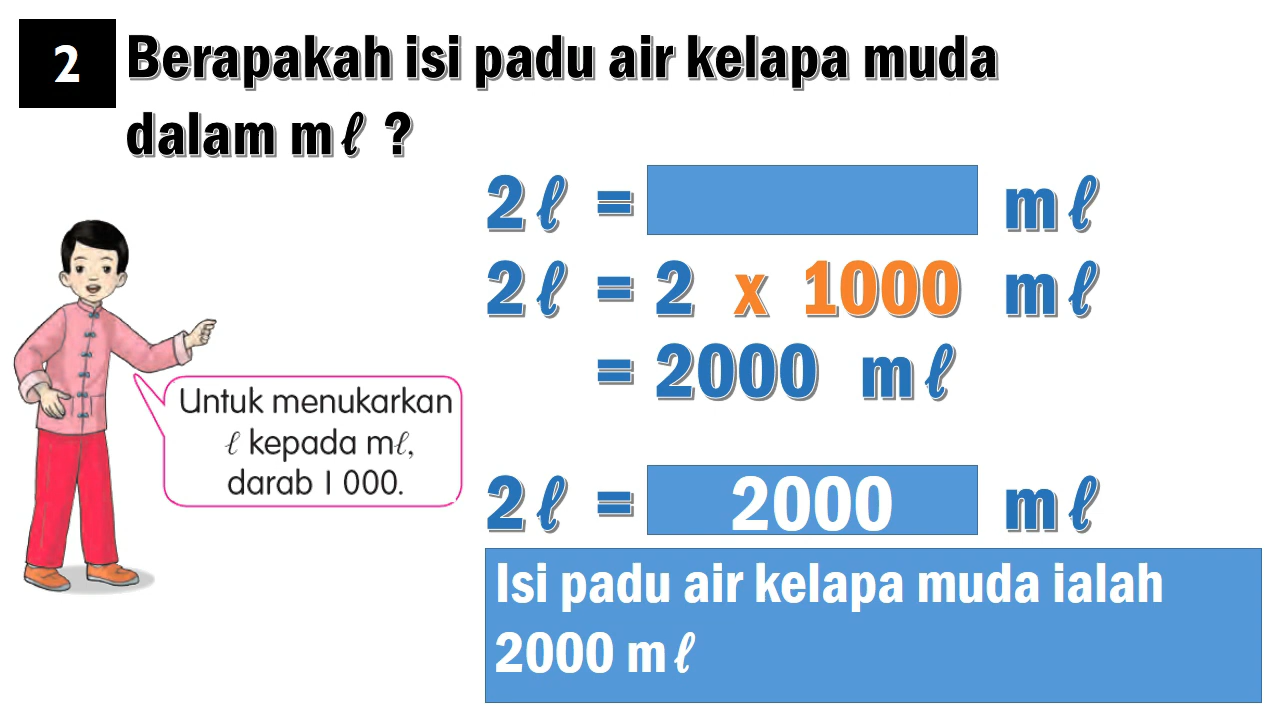 2 Berapakah isi padu air kelapa muda
dalam mℓ ?
2ℓ = mℓ
2ℓ = 2 x 1000 mℓ
= 2000 mℓ
Untuk menukarkan
ℓ kepada mℓ,
darab 1 000.
2ℓ = 2000 mℓ
Isi padu air kelapa muda ialah
2000 mℓ